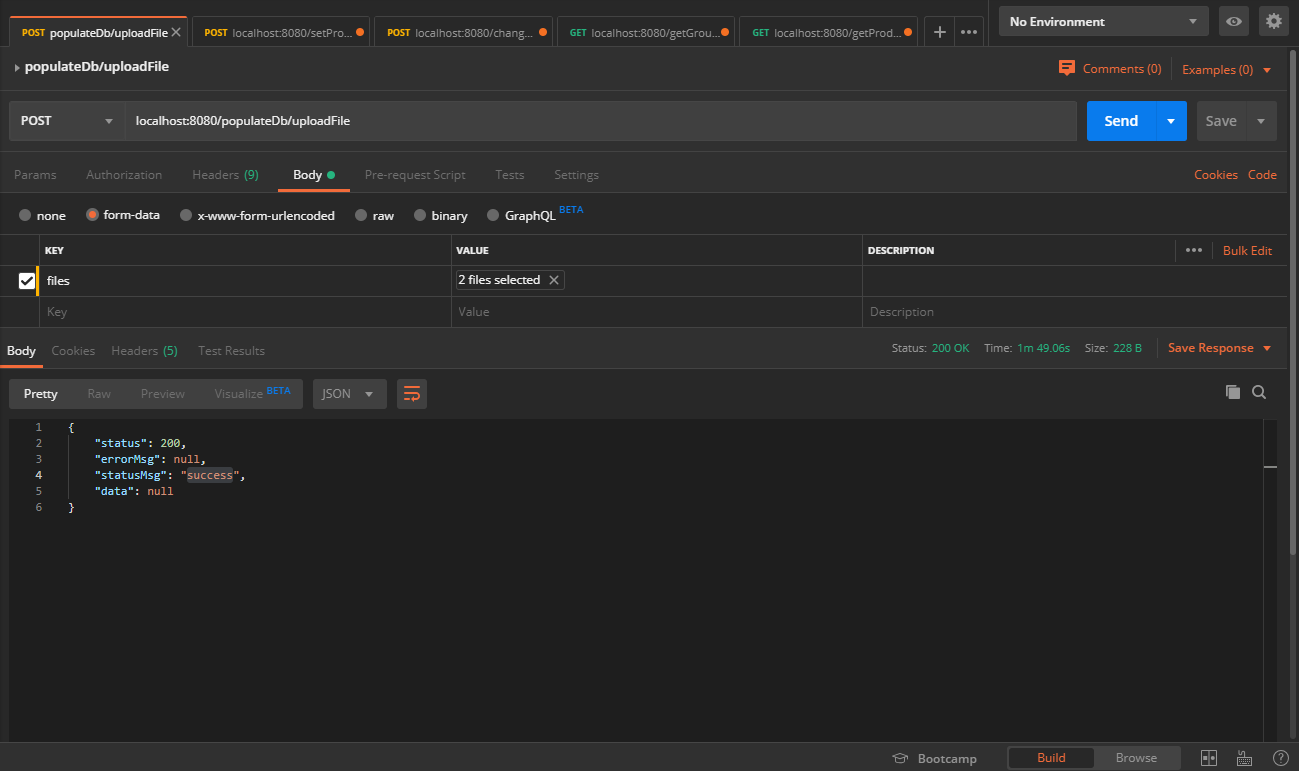 POST populateDb/uploadFile
POST localhost:8080/setPro...
POST localhost:8080/chang...
GET localhost:8080/getGrou...
GET localhost:8080/getProd...
No Environment
populateDb/uploadFile
Comments (0)
Examples (0)
POST
localhost:8080/populateDb/uploadFile
Send
Save
Params
Authorization
Headers (9)
Body
Pre-request Script
Tests
Settings
Cookies
Code
none
form-data
x-www-form-urlencoded
raw
binary
GraphQL BETA
KEY
VALUE
DESCRIPTION
Bulk Edit
files
2 files selected
Key
Value
Description
Body
Cookies
Headers (5)
Test Results
Status: 200 OK
Time: 1m 49.06s
Size: 228 B
Save Response
Pretty
Raw
Preview
Visualize BETA
JSON
1 {
2 "status": 200,
3 "errorMsg": null,
4 "statusMsg": "success",
5 "data": null
6 }
Bootcamp
Build
Browse